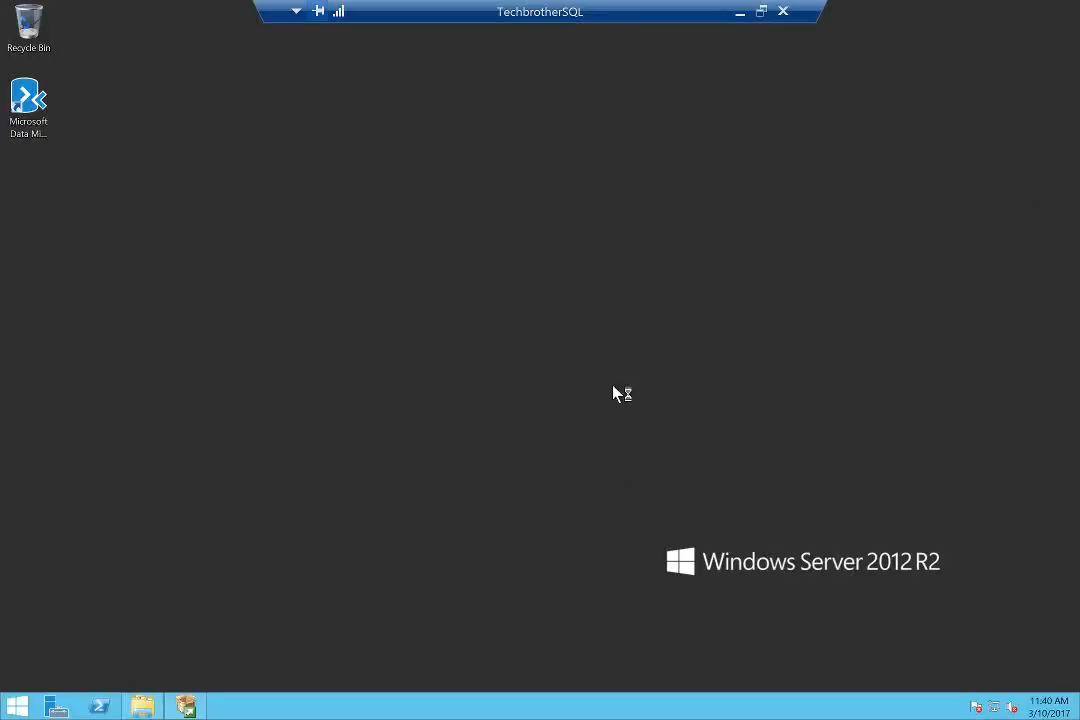 TechbrotherSQL
Recycle Bin
Microsoft
Data Mi...
Windows Server 2012 R2
11:40 AM
3/10/2017